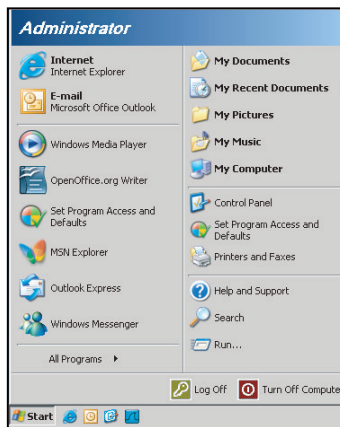 Administrator
Internet
Internet Explorer
E-mail
Microsoft Office Outlook
Windows Media Player
OpenOffice.org Writer
Set Program Access and
Defaults
MSN Explorer
Outlook Express
Windows Messenger
All Programs
My Documents
My Recent Documents
My Pictures
My Music
My Computer
Control Panel
Set Program Access and
Defaults
Printers and Faxes
Help and Support
Search
Run...
Log Off
Turn Off Compute
Start